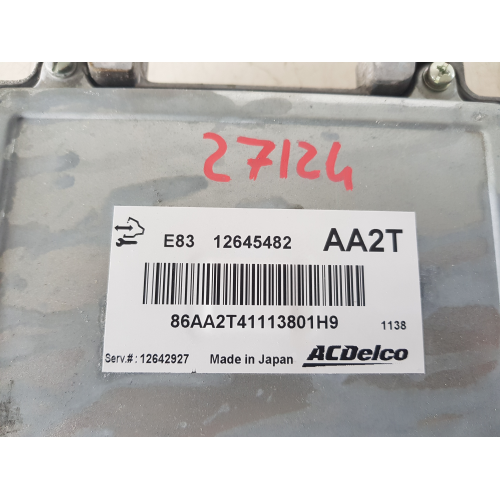 27124
E83 12645482 AA2T
86AA2T41113801H9 1138
Serv.#: 12642927 Made in Japan ACDelco